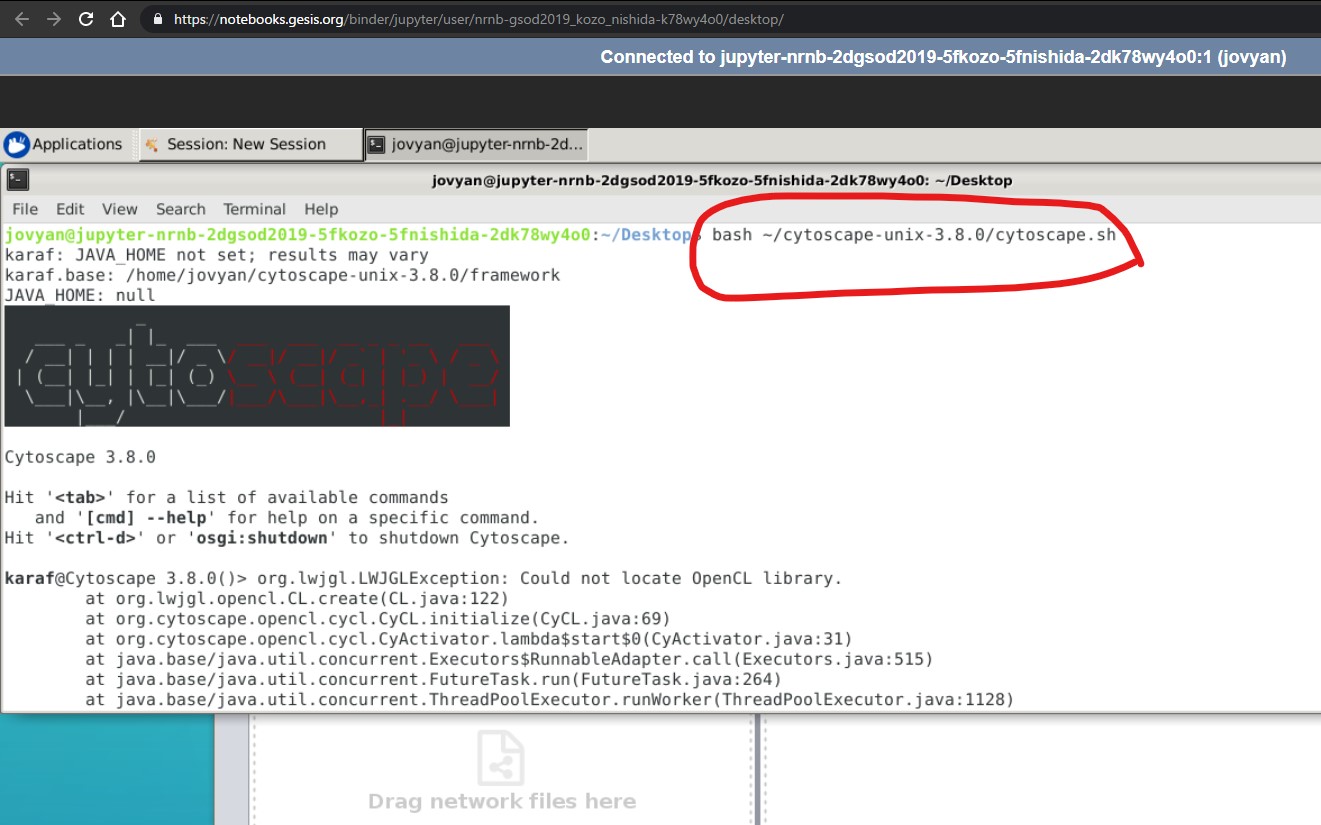 https://notebooks.gesis.org/binder/jupyter/user/nrnb-gsod2019_kozo_nishida-k78wy4o0/desktop/
Connected to jupyter-nrnb-2dgsod2019-5fkozo-5fnishida-2dk78wy4o0:1 (jovyan)
Applications Session: New Session jovyan@jupyter-nrnb-2d...
jovyan@jupyter-nrnb-2dgsod2019-5fkozo-5fnishida-2dk78wy4o0: ~/Desktop
File Edit View Search Terminal Help
jovyan@jupyter-nrnb-2dgsod2019-5fkozo-5fnishida-2dk78wy4o0:~/Desktop$ bash ~/cytoscape-unix-3.8.0/cytoscape.sh
karaf: JAVA_HOME not set; results may vary
karaf.base: /home/jovyan/cytoscape-unix-3.8.0/framework
JAVA_HOME: null
cytoscape
Cytoscape 3.8.0
Hit '<tab>' for a list of available commands
and '[cmd] --help' for help on a specific command.
Hit '<ctrl-d>' or 'osgi:shutdown' to shutdown Cytoscape.
karaf@Cytoscape 3.8.0()> org.lwjgl.LWJGLException: Could not locate OpenCL library.
at org.lwjgl.opencl.CL.create(CL.java:122)
at org.cytoscape.opencl.cycl.CyCL.initialize(CyCL.java:69)
at org.cytoscape.opencl.cycl.CyActivator.lambda$start$0(CyActivator.java:31)
at java.base/java.util.concurrent.Executors$RunnableAdapter.call(Executors.java:515)
at java.base/java.util.concurrent.FutureTask.run(FutureTask.java:264)
at java.base/java.util.concurrent.ThreadPoolExecutor.runWorker(ThreadPoolExecutor.java:1128)
Drag network files here